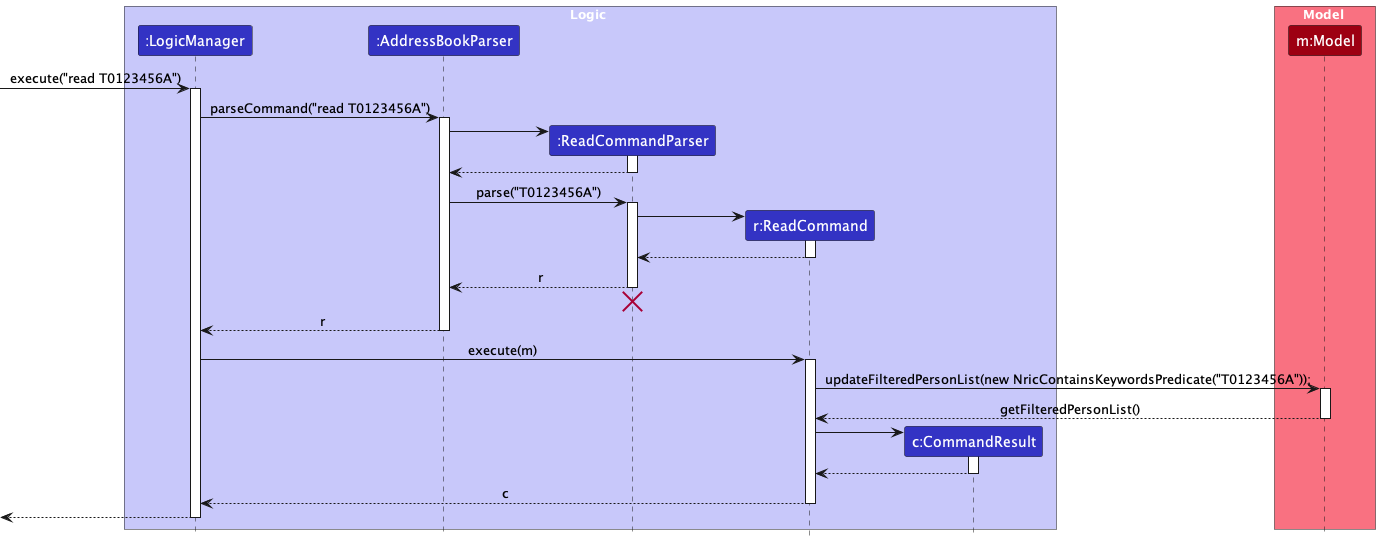 Logic
Model
:LogicManager
:AddressBookParser
m:Model
execute("read T0123456A")
parseCommand("read T0123456A")
:ReadCommandParser
parse("T0123456A")
r:ReadCommand
r
r
execute(m)
updateFilteredPersonList(new NricContainsKeywordsPredicate("T0123456A"));
getFilteredPersonList()
c:CommandResult
c